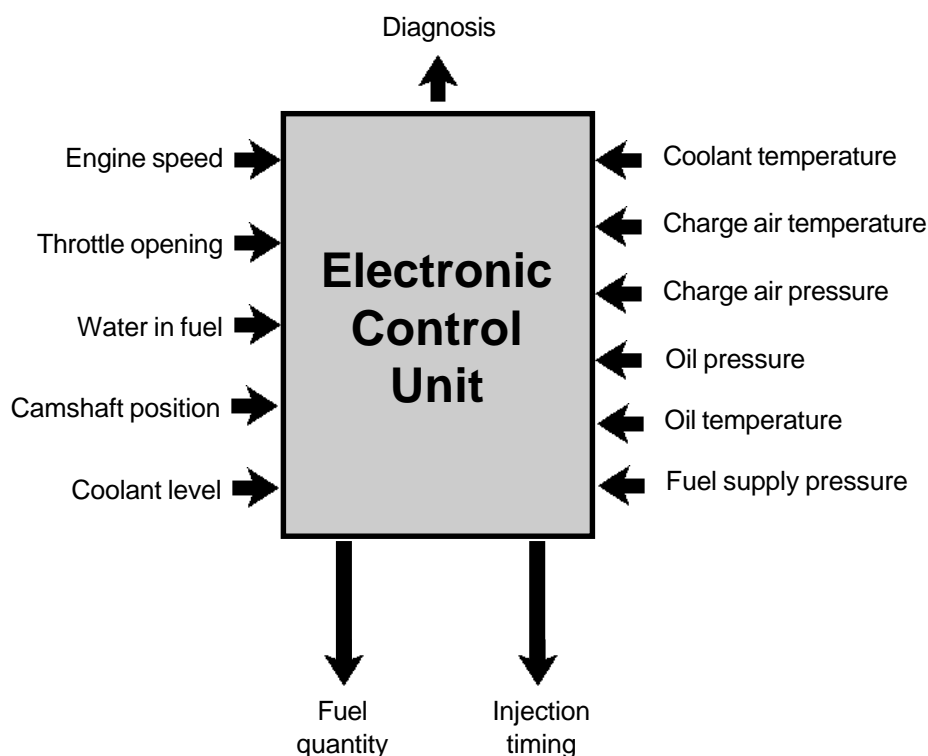 Diagnosis
Engine speed
Throttle opening
Water in fuel
Camshaft position
Coolant level
Electronic
Control
Unit
Coolant temperature
Charge air temperature
Charge air pressure
Oil pressure
Oil temperature
Fuel supply pressure
Fuel
quantity
Injection
timing